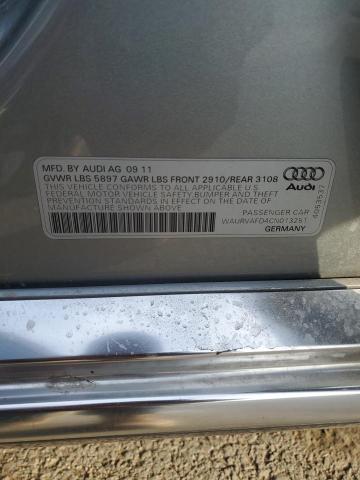 MFD. BY AUDI AG 09 11
GVWR LBS 5897 GAWR LBS FRONT 2910/REAR 3108
THIS VEHICLE CONFORMS TO ALL APPLICABLE U.S.
FEDERAL MOTOR VEHICLE SAFETY, BUMPER AND THEFT
PREVENTION STANDARDS IN EFFECT ON THE DATE OF
MANUFACTURE SHOWN ABOVE
Audi
PASSENGER CAR
WAURVAFD4CN013251
GERMANY
4053537